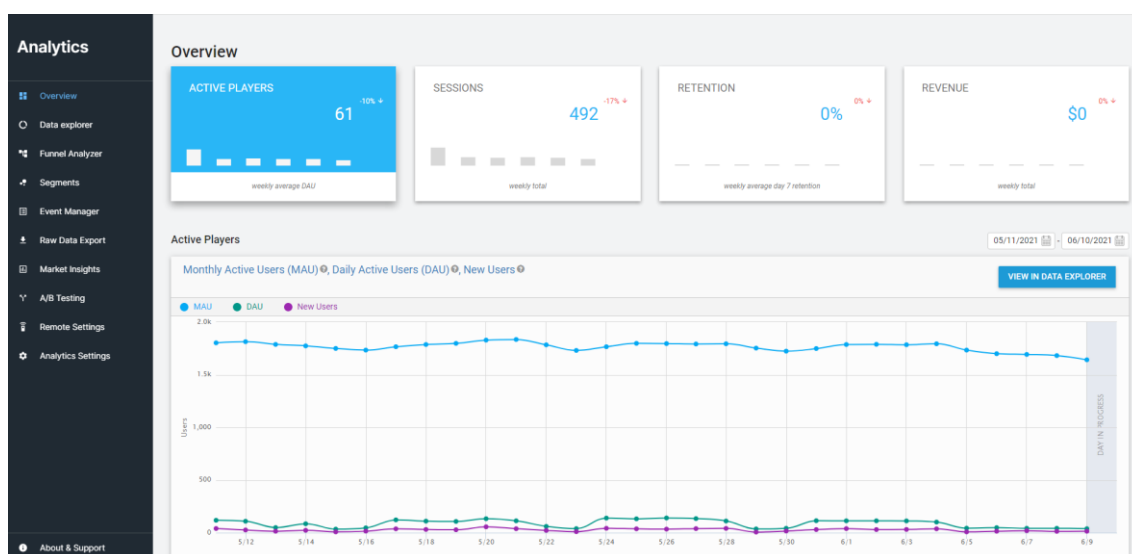 Analytics
Overview
Data explorer
Funnel Analyzer
Segments
Event Manager
Raw Data Export
Market Insights
A/B Testing
Remote Settings
Analytics Settings
About & Support
Overview
ACTIVE PLAYERS
-10%
61
weekly average DAU
SESSIONS
-17%
492
weekly total
RETENTION
0%
0%
weekly average day 7 retention
REVENUE
0%
$0
weekly total
Active Players
05/11/2021 - 06/10/2021
Monthly Active Users (MAU), Daily Active Users (DAU), New Users
VIEW IN DATA EXPLORER
MAU DAU New Users
2.0k
1.5k
1,000
500
0
Users
DAY IN PROGRESS
5/12 5/14 5/16 5/18 5/20 5/22 5/24 5/26 5/28 5/30 6/1 6/3 6/5 6/7 6/9